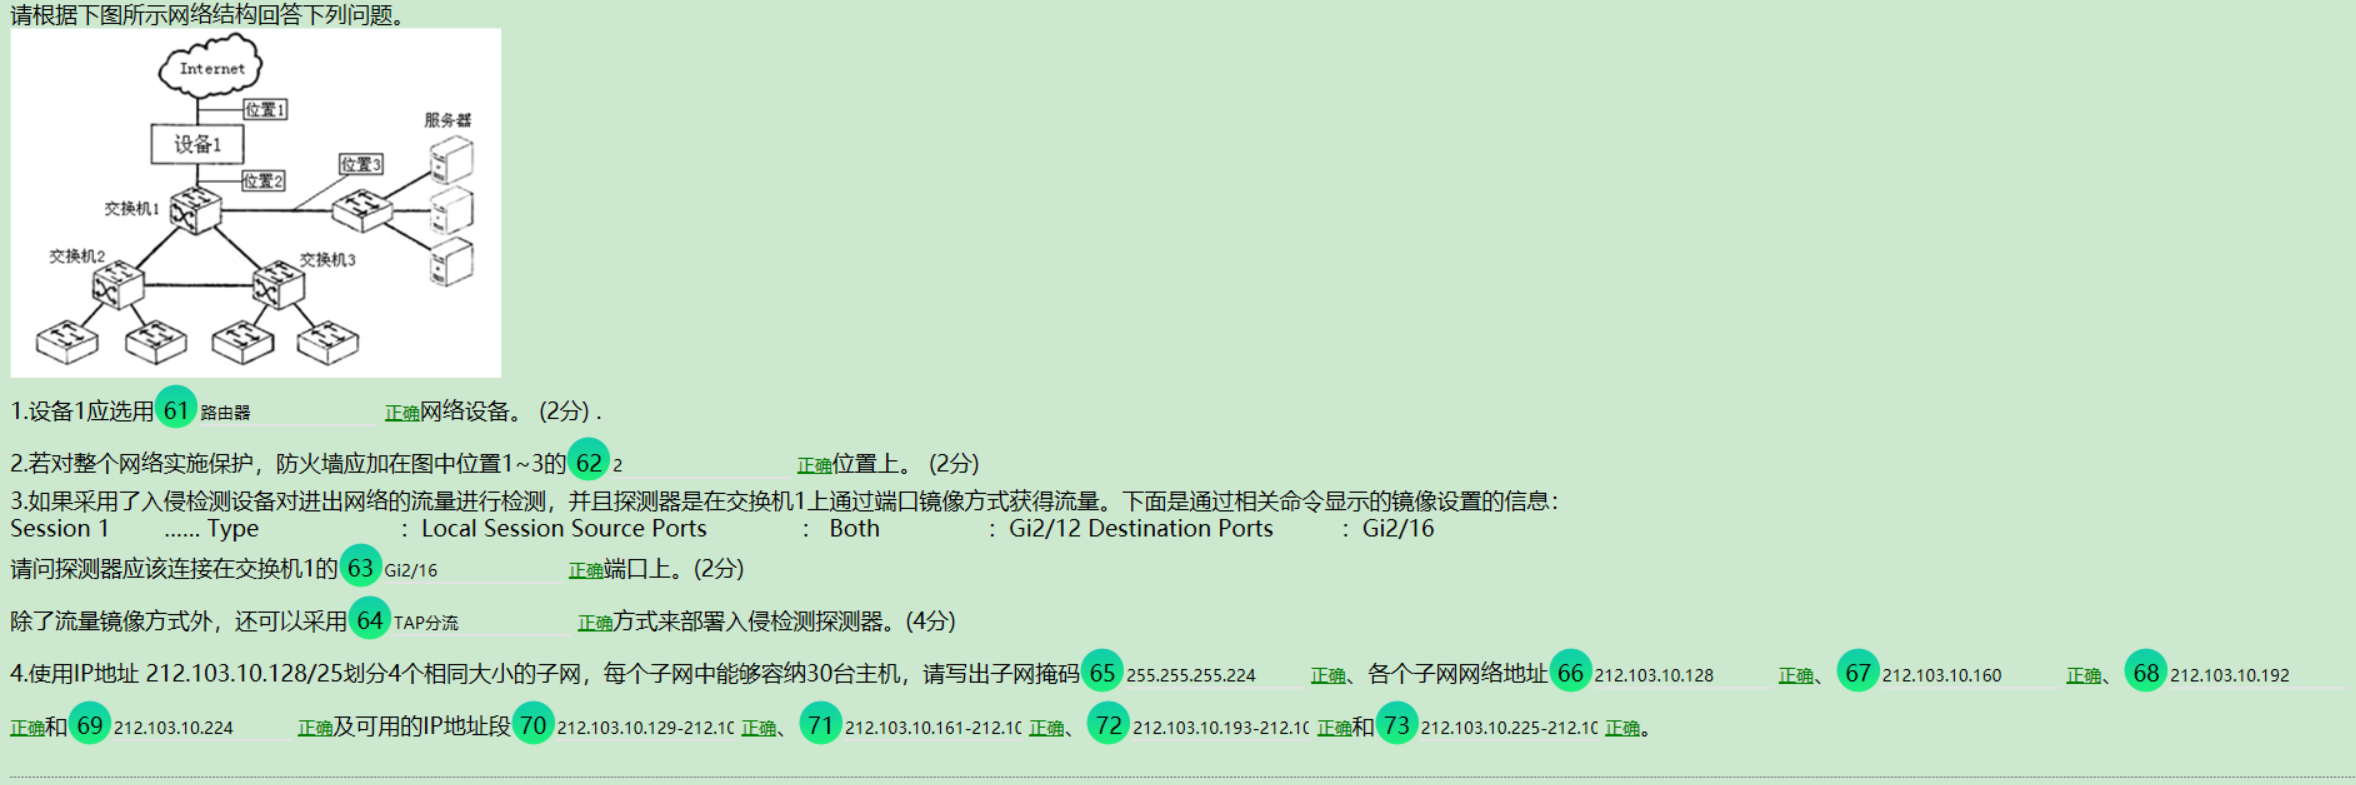 请根据下图所示网络结构回答下列问题。
Internet
位置1
服务器
设备1
位置3
位置2
交换机1
交换机2
交换机3
1.设备1应选用 61 路由器 正确网络设备。 (2分) .
2.若对整个网络实施保护，防火墙应加在图中位置1~3的 62 2 正确位置上。 (2分)
3.如果采用了入侵检测设备对进出网络的流量进行检测，并且探测器是在交换机1上通过端口镜像方式获得流量。下面是通过相关命令显示的镜像设置的信息：
Session 1 ...... Type : Local Session Source Ports : Both : Gi2/12 Destination Ports : Gi2/16
请问探测器应该连接在交换机1的 63 Gi2/16 正确端口上。(2分)
除了流量镜像方式外，还可以采用 64 TAP分流 正确方式来部署入侵检测探测器。(4分)
4.使用IP地址 212.103.10.128/25划分4个相同大小的子网，每个子网中能够容纳30台主机，请写出子网掩码 65 255.255.255.224 正确、各个子网网络地址 66 212.103.10.128 正确、 67 212.103.10.160 正确、 68 212.103.10.192
正确和 69 212.103.10.224 正确及可用的IP地址段 70 212.103.10.129-212.10 正确、 71 212.103.10.161-212.10 正确、 72 212.103.10.193-212.10 正确和 73 212.103.10.225-212.10 正确。